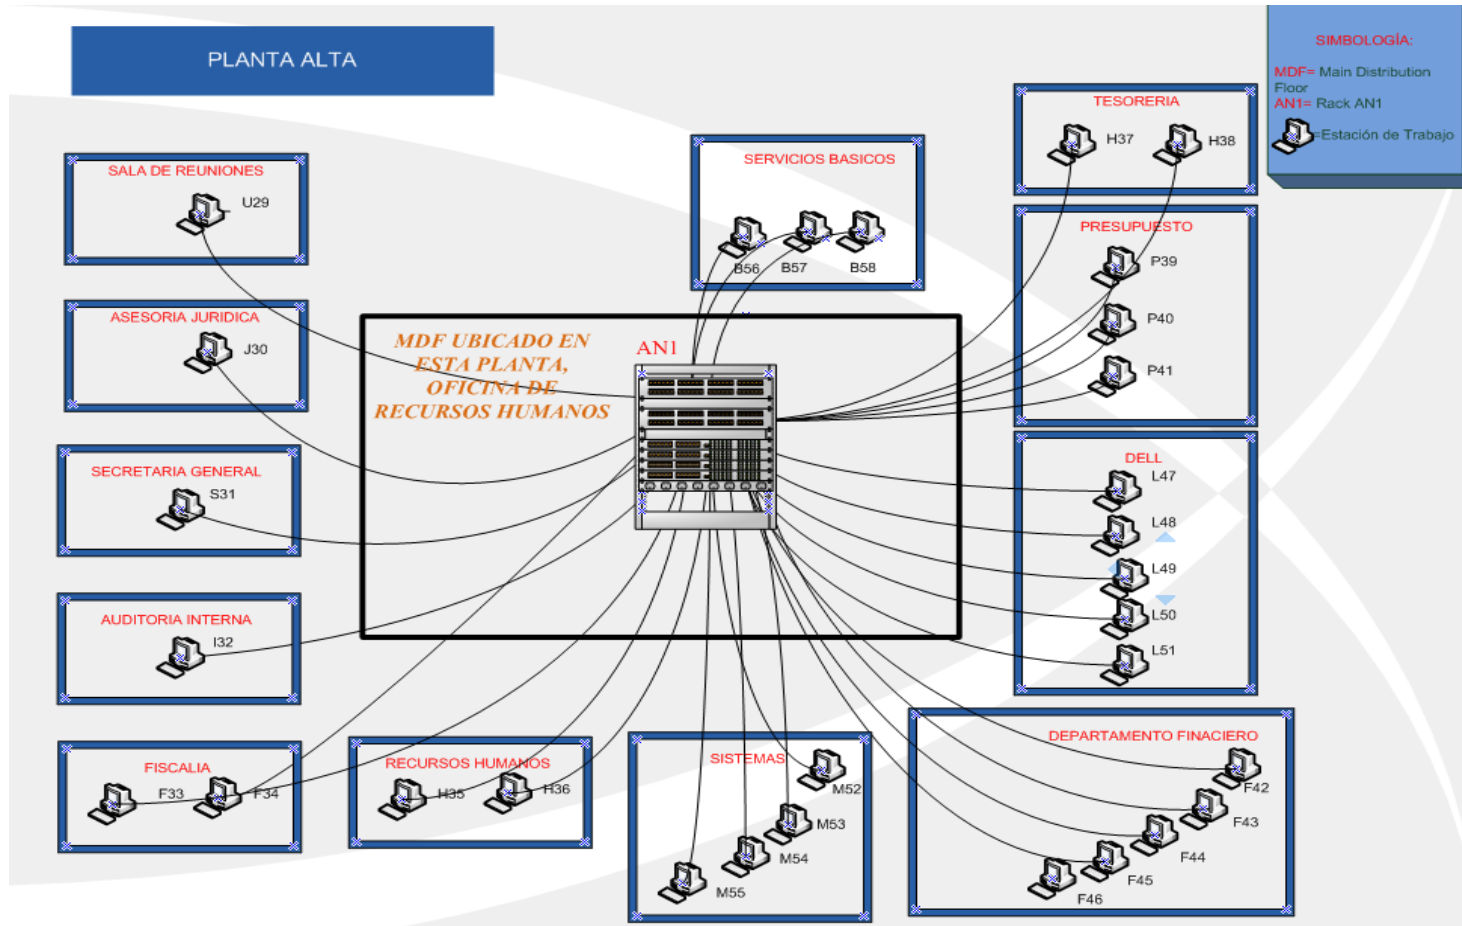 PLANTA ALTA
SIMBOLOGÍA:
MDF= Main Distribution
Floor
AN1= Rack AN1
=Estación de Trabajo
TESORERIA
H37
H38
SERVICIOS BASICOS
B56
B57
B58
SALA DE REUNIONES
U29
PRESUPUESTO
P39
P40
P41
ASESORIA JURIDICA
J30
MDF UBICADO EN
ESTA PLANTA,
OFICINA DE
RECURSOS HUMANOS
AN1
SECRETARIA GENERAL
S31
DELL
L47
L48
L49
L50
L51
AUDITORIA INTERNA
I32
FISCALIA
F33
F34
RECURSOS HUMANOS
H35
H36
SISTEMAS
M52
M53
M54
M55
DEPARTAMENTO FINACIERO
F42
F43
F44
F45
F46